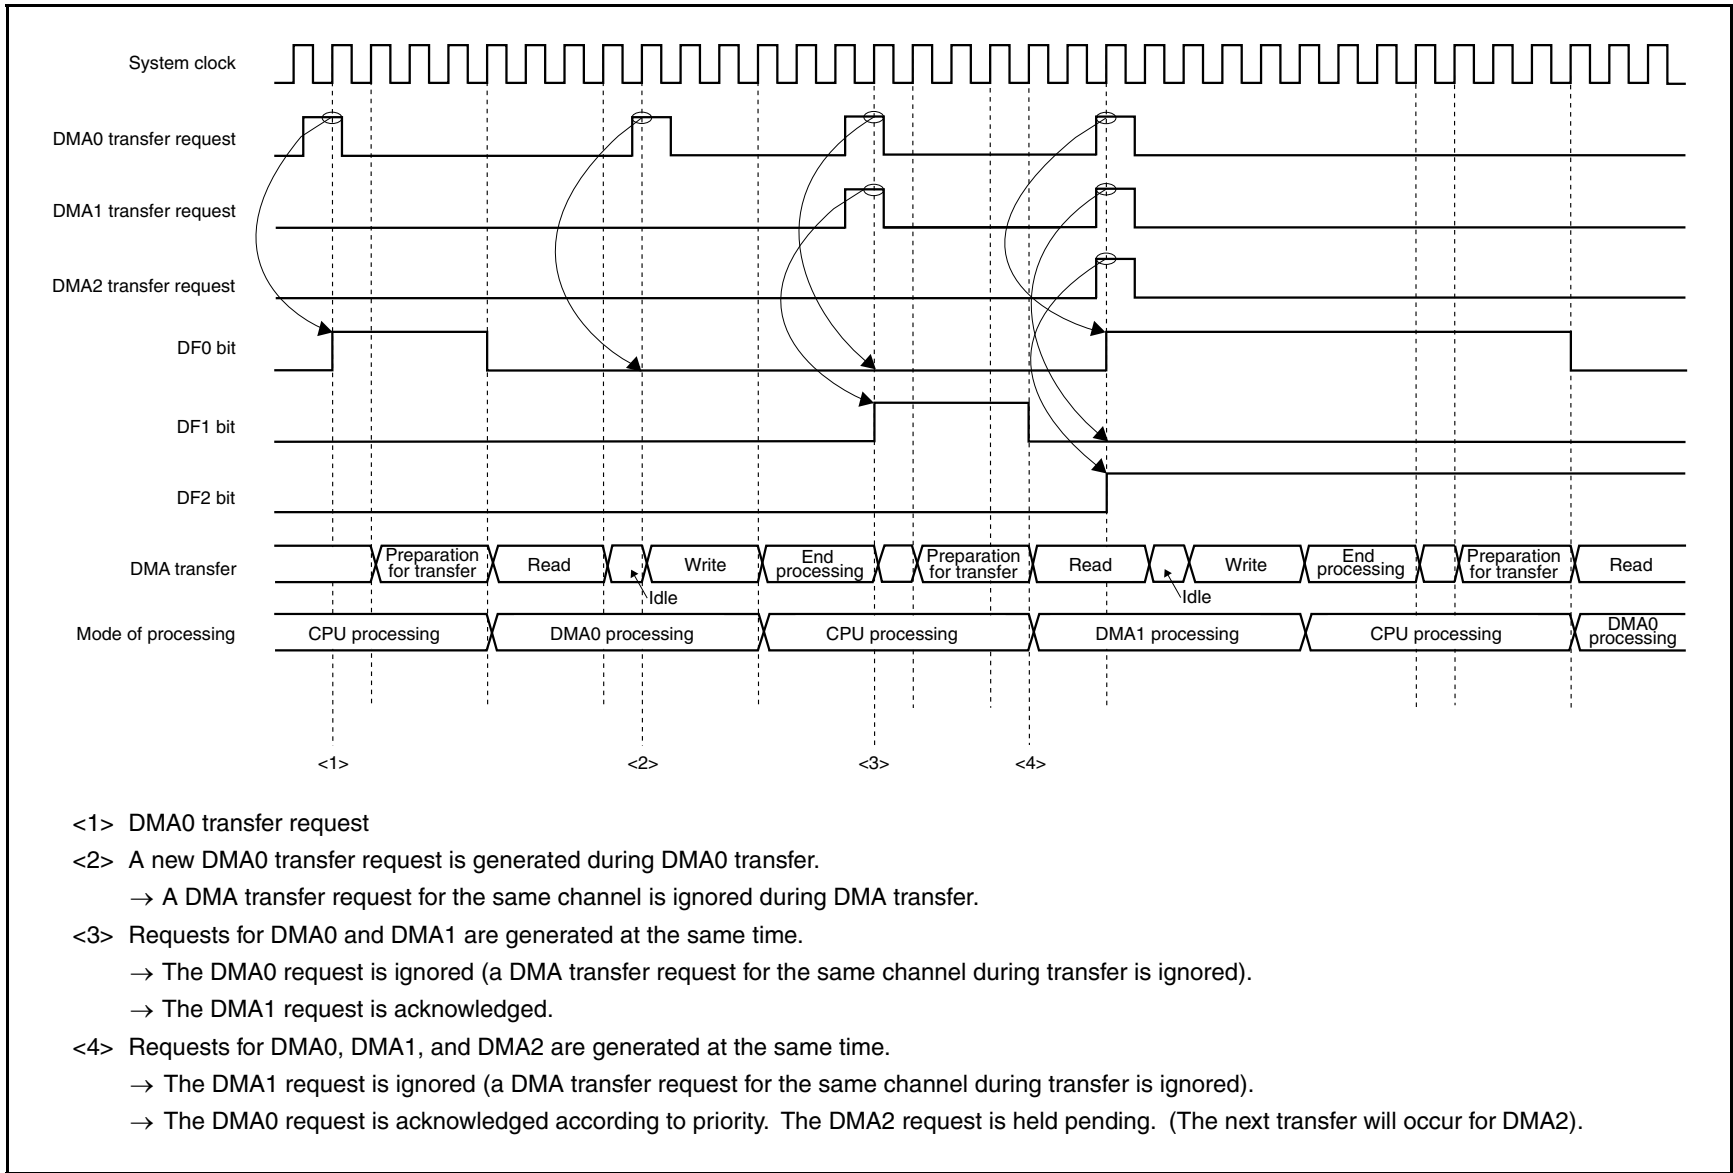 System clock
DMA0 transfer request
DMA1 transfer request
DMA2 transfer request
DF0 bit
DF1 bit
DF2 bit
DMA transfer
Preparation
for transfer
Read
Idle
Write
End
processing
Preparation
for transfer
Read
Idle
Write
End
processing
Preparation
for transfer
Read
Mode of processing
CPU processing
DMA0 processing
CPU processing
DMA1 processing
CPU processing
DMA0
processing
<1>
<2>
<3>
<4>
<1> DMA0 transfer request
<2> A new DMA0 transfer request is generated during DMA0 transfer.
→ A DMA transfer request for the same channel is ignored during DMA transfer.
<3> Requests for DMA0 and DMA1 are generated at the same time.
→ The DMA0 request is ignored (a DMA transfer request for the same channel during transfer is ignored).
→ The DMA1 request is acknowledged.
<4> Requests for DMA0, DMA1, and DMA2 are generated at the same time.
→ The DMA1 request is ignored (a DMA transfer request for the same channel during transfer is ignored).
→ The DMA0 request is acknowledged according to priority. The DMA2 request is held pending. (The next transfer will occur for DMA2).